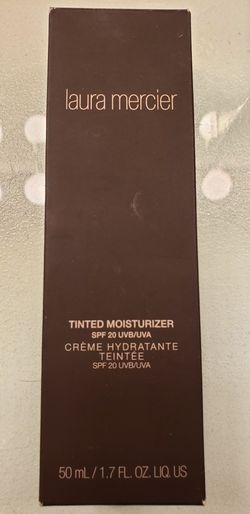 laura mercier
TINTED MOISTURIZER
SPF 20 UVB/UVA
CRÈME HYDRATANTE
TEINTÉE
SPF 20 UVB/UVA
50 mL / 1.7 FL. OZ. LIQ. US